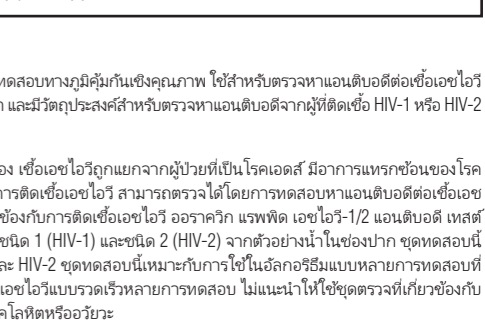 ทดสอบทางภูมิคุ้มกันเชิงคุณภาพ ใช้สำหรับตรวจหาแอนติบอดีต่อเชื้อเอชไอวี
และมีวัตถุประสงค์สำหรับตรวจหาแอนติบอดีจากผู้ที่ติดเชื้อ HIV-1 หรือ HIV-2
เชื้อเอชไอวีถูกแยกจากผู้ป่วยที่เป็นโรคเอดส์ มีอาการแทรกซ้อนของโรค
การติดเชื้อเอชไอวี สามารถตรวจได้โดยการทดสอบหาแอนติบอดีต่อเชื้อเอช
ข้องกับการติดเชื้อเอชไอวี ออราควิก แรพพิด เอชไอวี-1/2 แอนติบอดี เทสต์
ชนิด 1 (HIV-1) และชนิด 2 (HIV-2) จากตัวอย่างน้ำในช่องปาก ชุดทดสอบนี้
ละ HIV-2 ชุดทดสอบนี้เหมาะกับการใช้ในอัลกอริธึมแบบหลายการทดสอบที่
เอชไอวีแบบรวดเร็วหลายการทดสอบ ไม่แนะนำให้ใช้ชุดตรวจที่เกี่ยวข้องกับ
คโลหิตหรืออวัยวะ